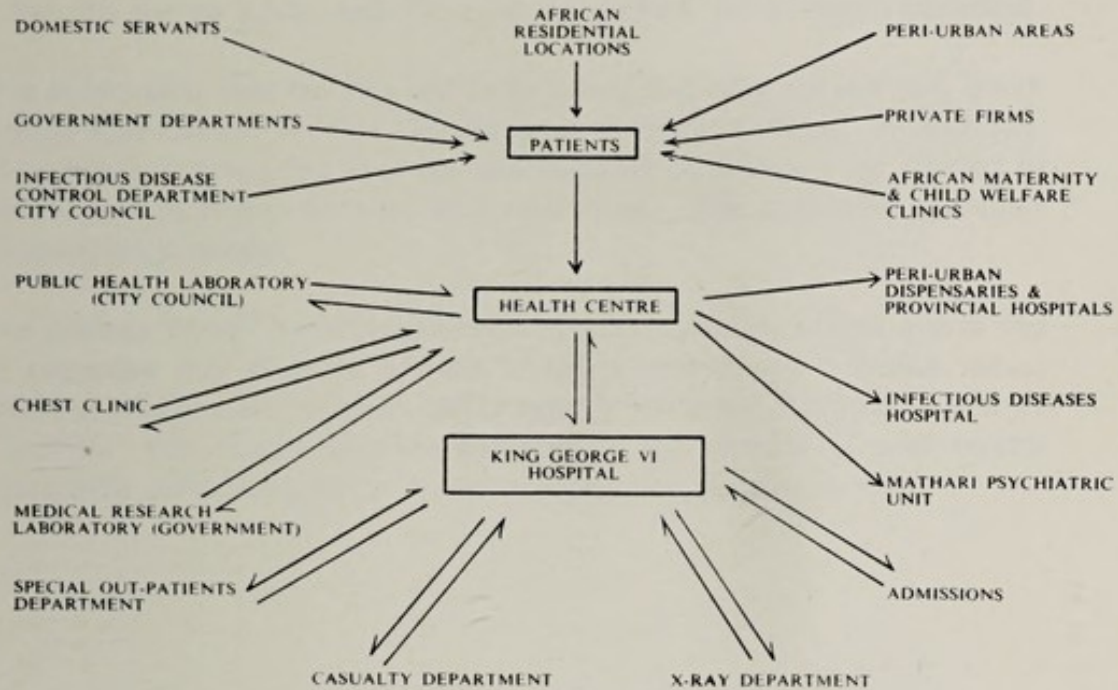 DOMESTIC SERVANTS
AFRICAN
RESIDENTIAL
LOCATIONS
PERI-URBAN AREAS
GOVERNMENT DEPARTMENTS
PRIVATE FIRMS
PATIENTS
INFECTIOUS DISEASE
CONTROL DEPARTMENT
CITY COUNCIL
AFRICAN MATERNITY
& CHILD WELFARE
CLINICS
PUBLIC HEALTH LABORATORY
(CITY COUNCIL)
HEALTH CENTRE
PERI-URBAN
DISPENSARIES &
PROVINCIAL HOSPITALS
CHEST CLINIC
INFECTIOUS DISEASES
HOSPITAL
KING GEORGE VI
HOSPITAL
MATHARI PSYCHIATRIC
UNIT
MEDICAL RESEARCH
LABORATORY (GOVERNMENT)
SPECIAL OUT-PATIENTS
DEPARTMENT
ADMISSIONS
CASUALTY DEPARTMENT
X-RAY DEPARTMENT